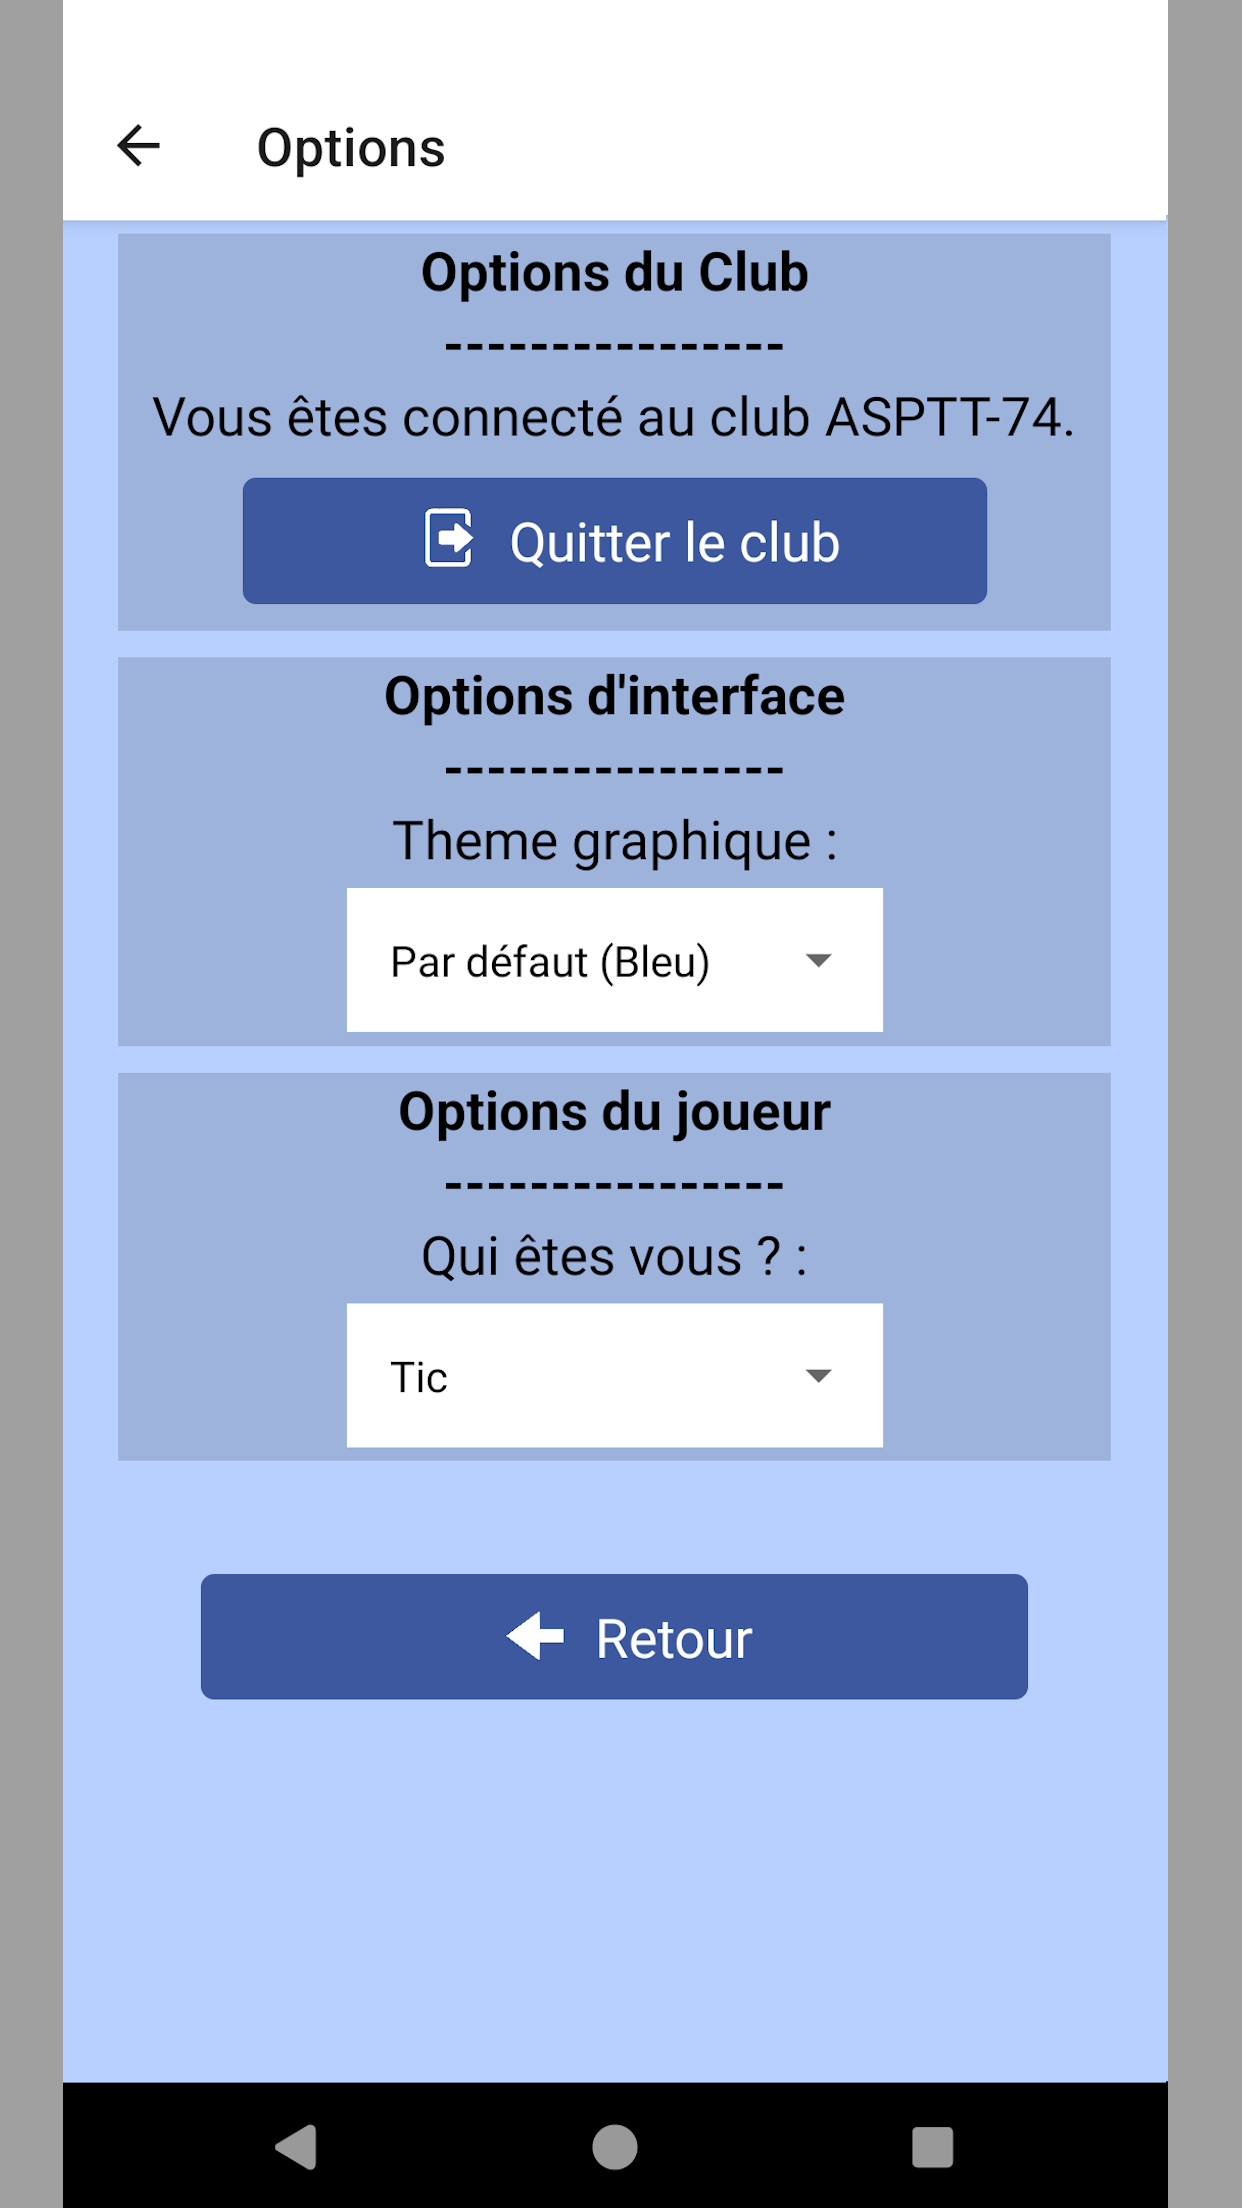 Options
Options du Club
----------------
Vous êtes connecté au club ASPTT-74.
Quitter le club
Options d'interface
----------------
Theme graphique :
Par défaut (Bleu)
Options du joueur
----------------
Qui êtes vous ? :
Tic
Retour